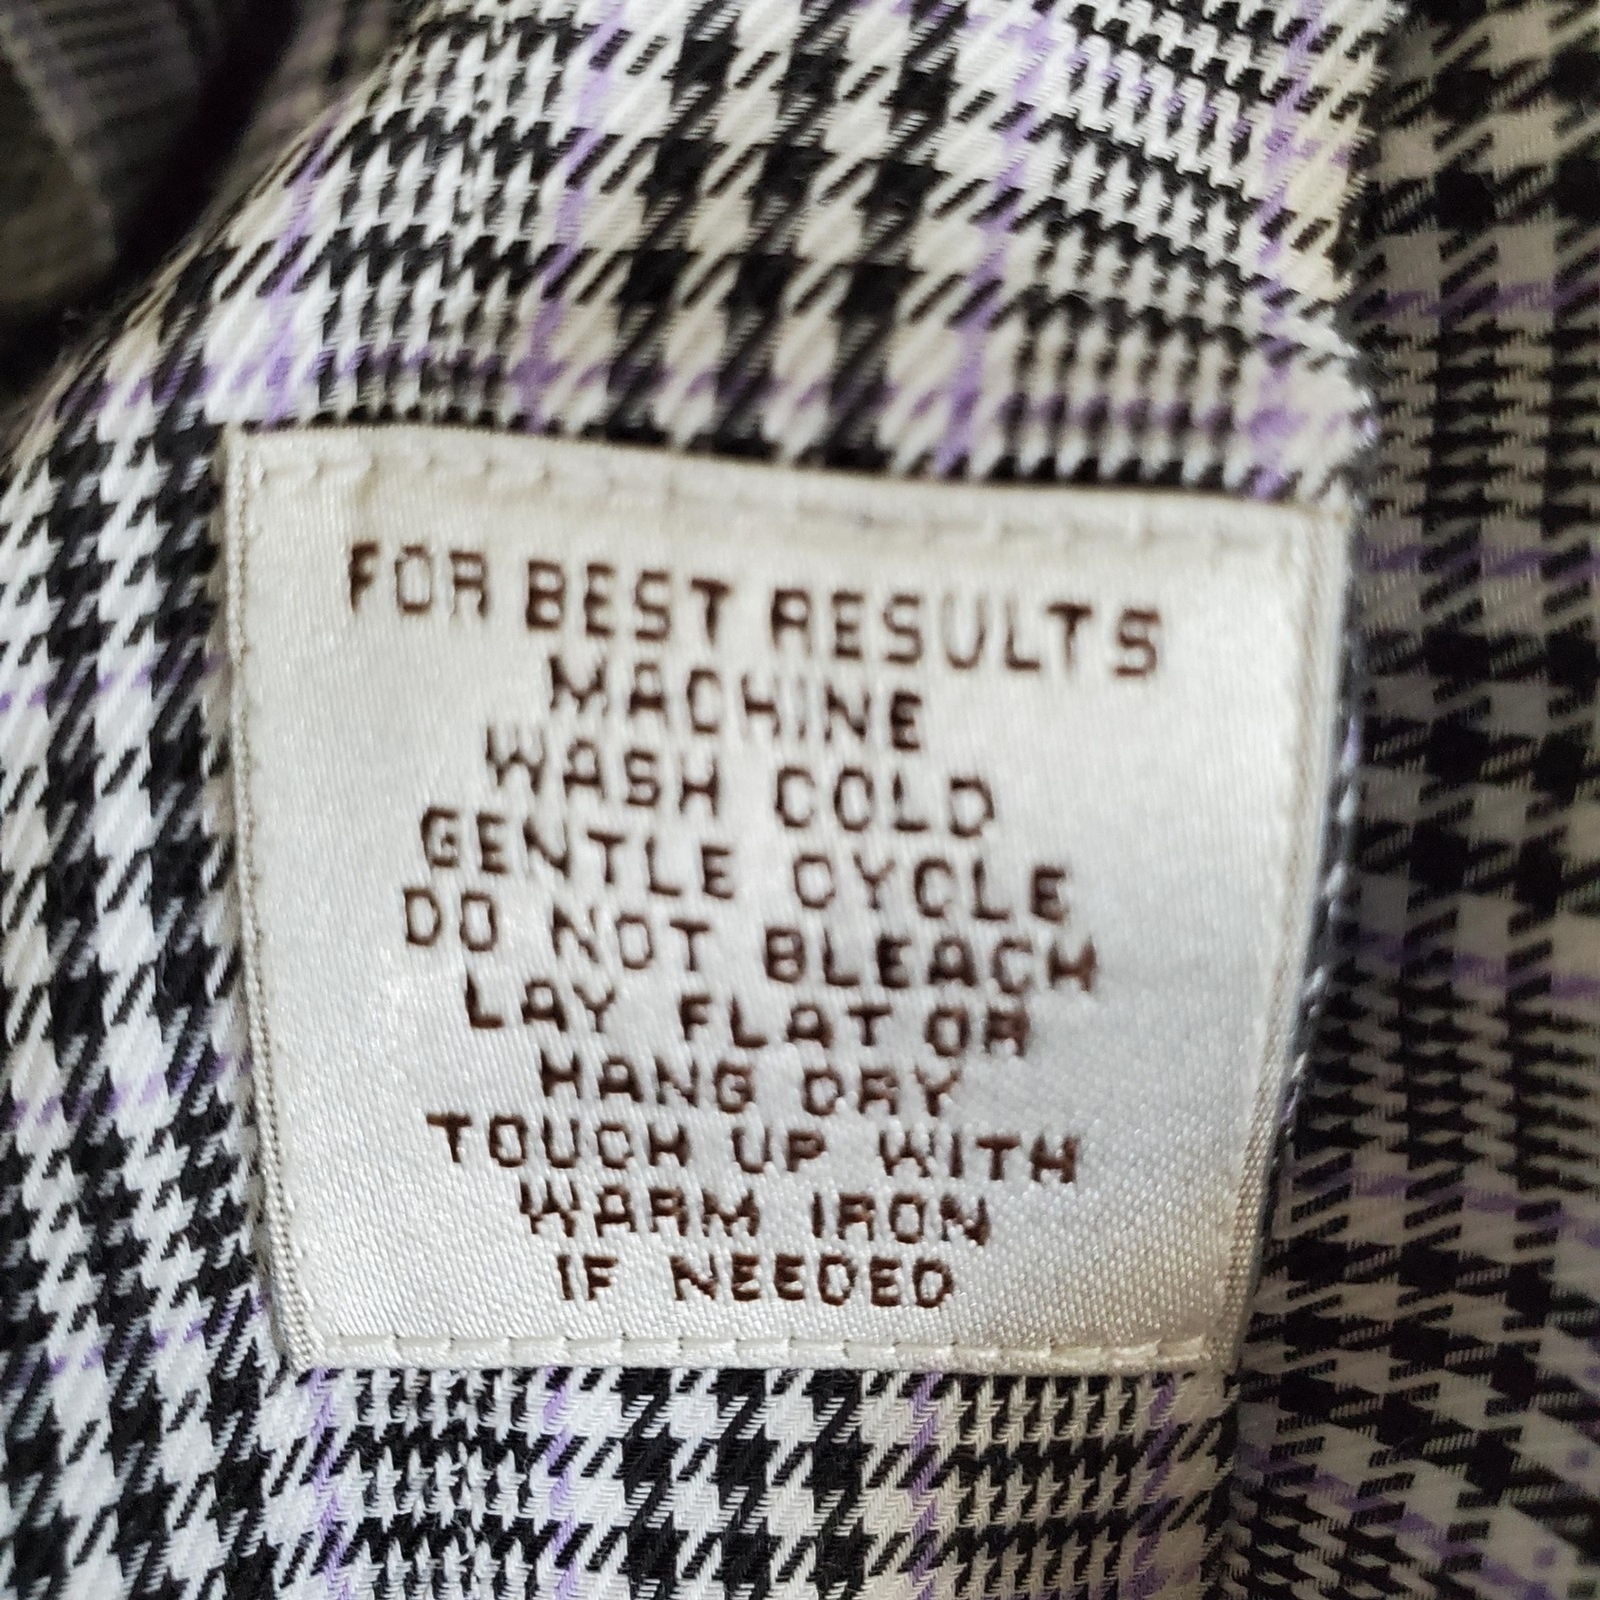 FOR BEST RESULTS
MACHINE
WASH COLD
GENTLE CYCLE
DO NOT BLEACH
LAY FLAT OR
HANG DRY
TOUCH UP WITH
WARM IRON
IF NEEDED